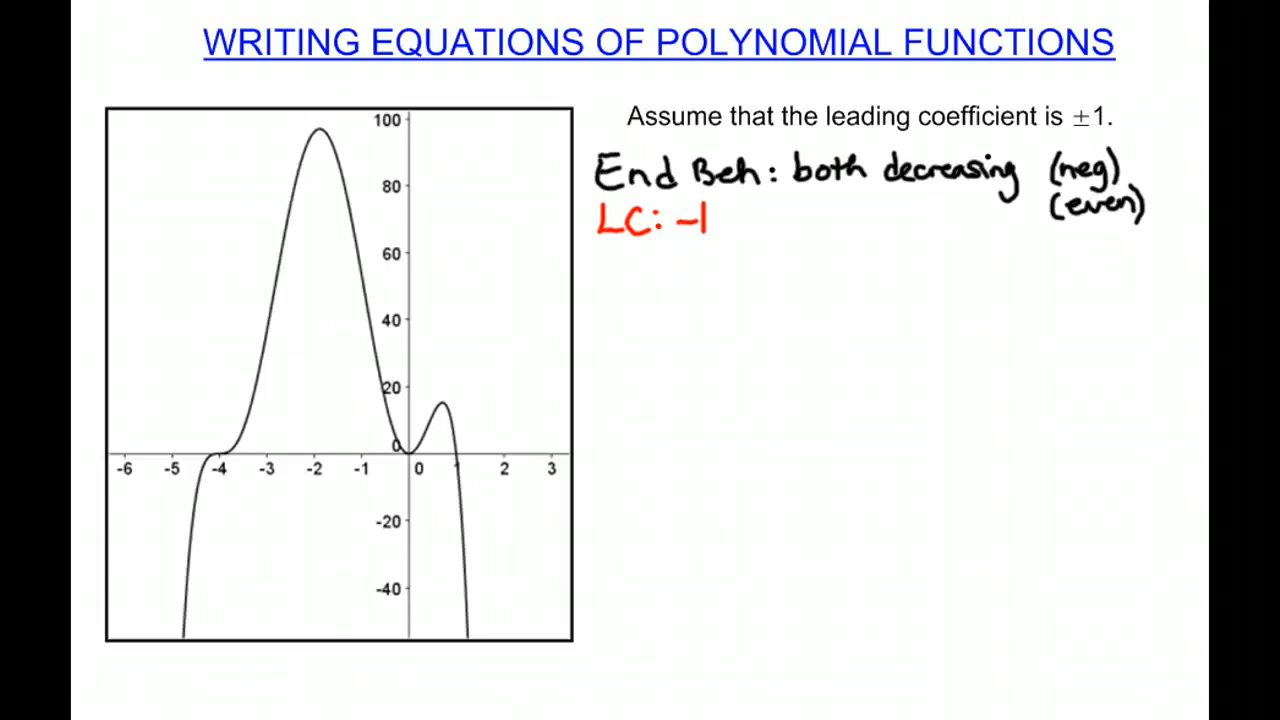 WRITING EQUATIONS OF POLYNOMIAL FUNCTIONS
Assume that the leading coefficient is ±1.
End Beh: both decreasing (neg)
(even)
LC: -1
100
80
60
40
20
0
-6 -5 -4 -3 -2 -1 0 1 2 3
-20
-40